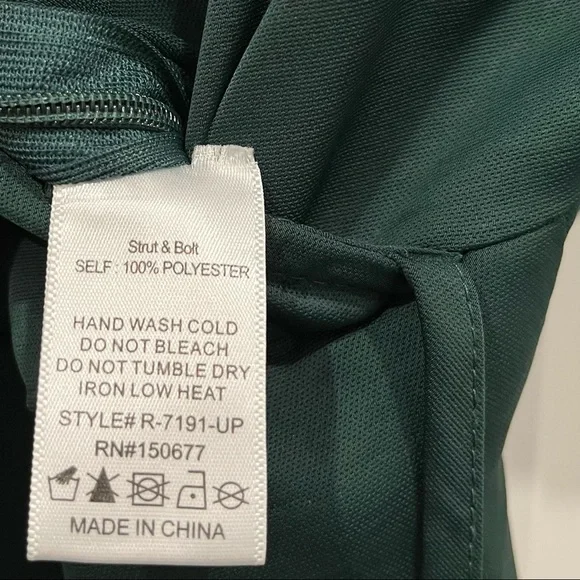 Strut & Bolt
SELF : 100% POLYESTER
HAND WASH COLD
DO NOT BLEACH
DO NOT TUMBLE DRY
IRON LOW HEAT
STYLE# R-7191-UP
RN#150677
MADE IN CHINA